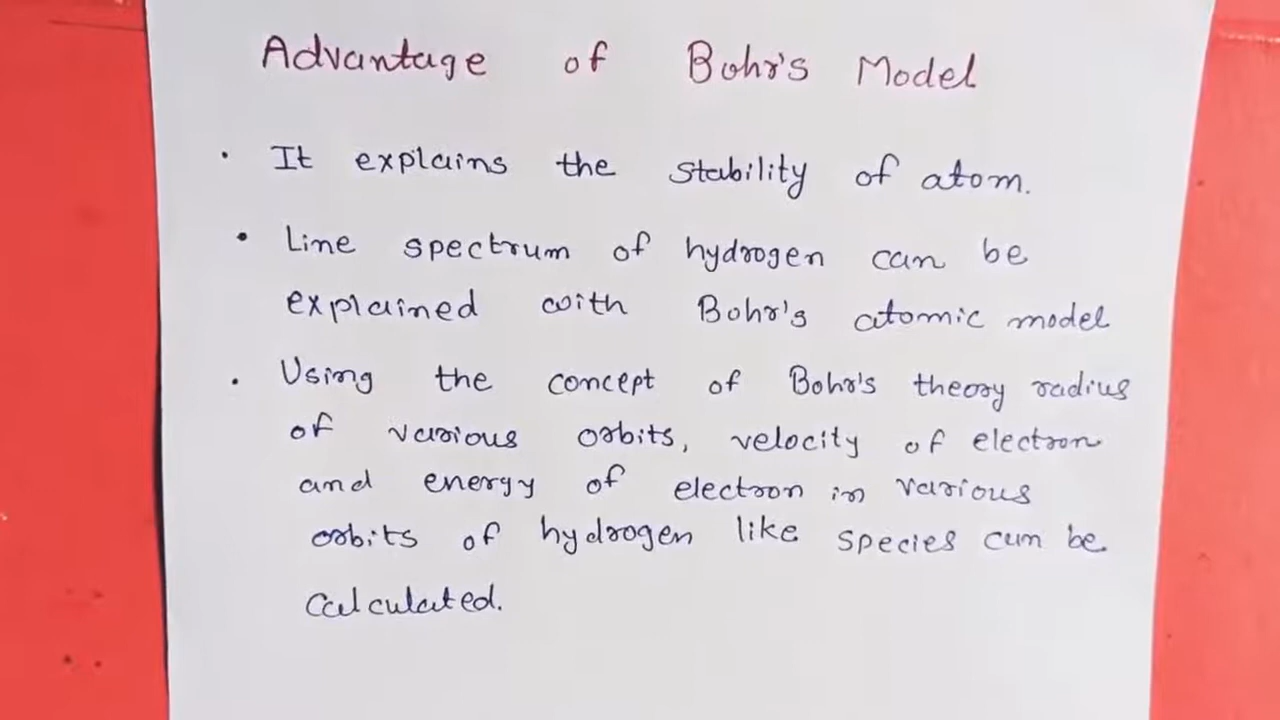 Advantage of Bohr's Model
• It explains the stability of atom.
• Line spectrum of hydrogen can be
explained with Bohr's atomic model
• Using the concept of Bohr's theory radius
of various orbits, velocity of electron
and energy of electron in various
orbits of hydrogen like species can be
calculated.